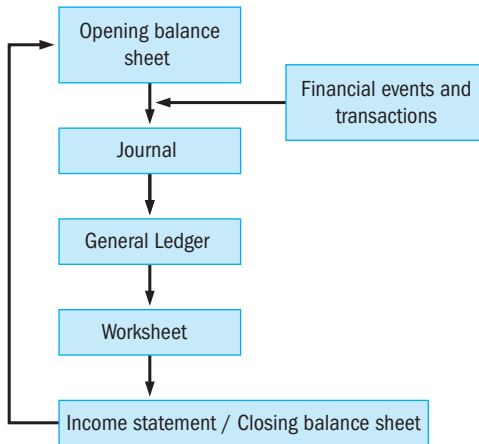 Opening balance
sheet
Financial events and
transactions
Journal
General Ledger
Worksheet
Income statement / Closing balance sheet